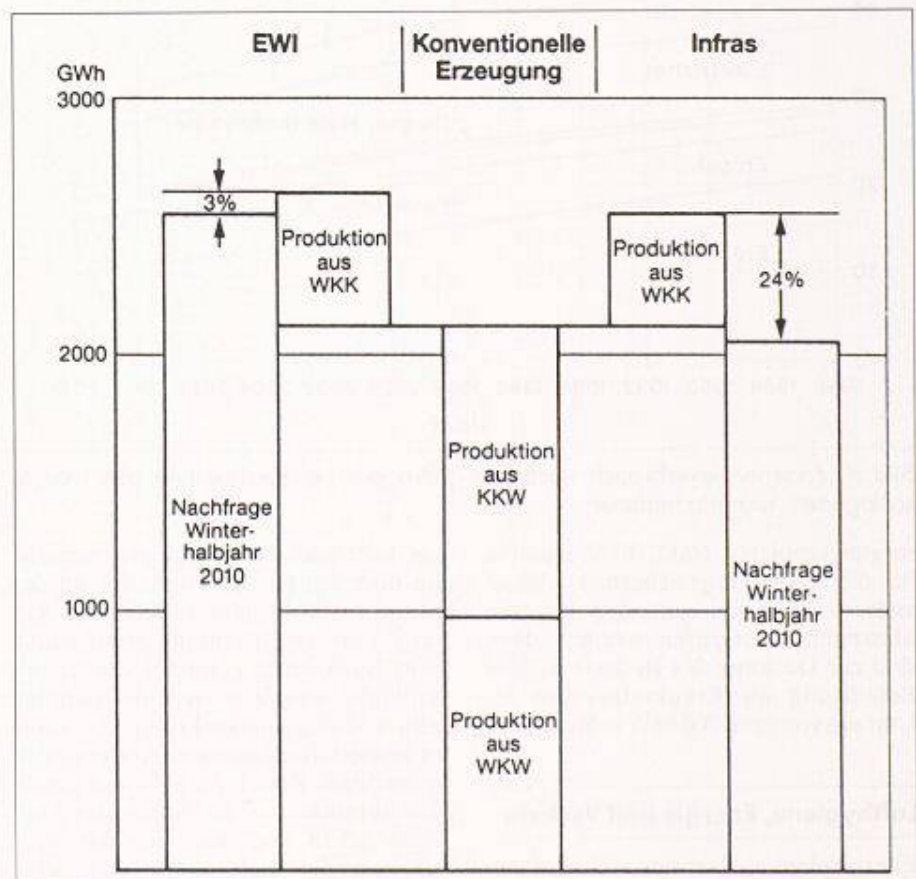 EWI
Konventionelle
Erzeugung
Infras
GWh
3000
3%
Produktion
aus
WKK
Produktion
aus
WKK
24%
2000
Produktion
aus
KKW
Nachfrage
Winter-
halbjahr
2010
Nachfrage
Winter-
halbjahr
2010
1000
Produktion
aus
WKW